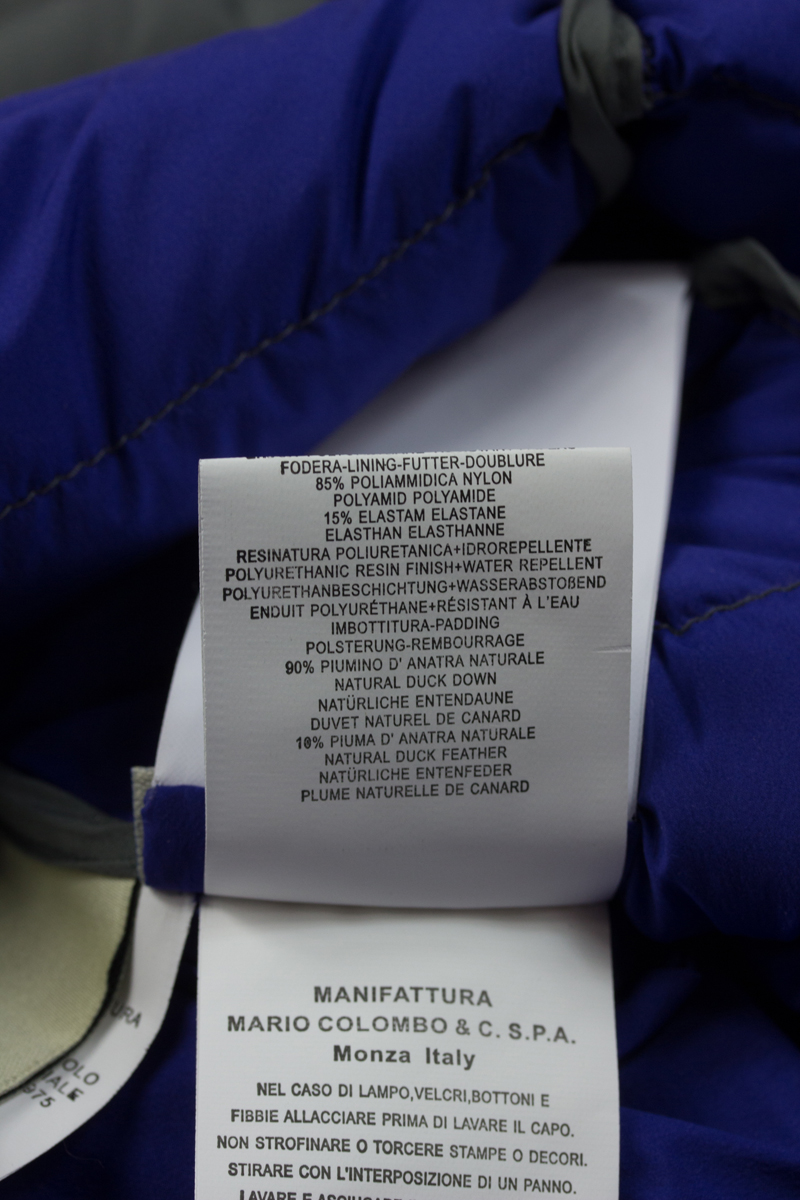 FODERA-LINING-FUTTER-DOUBLURE
85% POLIAMMIDICA NYLON
POLYAMID POLYAMIDE
15% ELASTAM ELASTANE
ELASTHAN ELASTHANNE
RESINATURA POLIURETANICA+IDROREPELLENTE
POLYURETHANIC RESIN FINISH+WATER REPELLENT
POLYURETHANBESCHICHTUNG+WASSERABSTOßEND
ENDUIT POLYURÉTHANE+RÉSISTANT À L'EAU
IMBOTTITURA-PADDING
POLSTERUNG-REMBOURRAGE
90% PIUMINO D' ANATRA NATURALE
NATURAL DUCK DOWN
NATÜRLICHE ENTENDAUNE
DUVET NATUREL DE CANARD
10% PIUMA D' ANATRA NATURALE
NATURAL DUCK FEATHER
NATÜRLICHE ENTENFEDER
PLUME NATURELLE DE CANARD
MANIFATTURA
MARIO COLOMBO & C. S.P.A.
Monza Italy
NEL CASO DI LAMPO,VELCRI,BOTTONI E
FIBBIE ALLACCIARE PRIMA DI LAVARE IL CAPO.
NON STROFINARE O TORCERE STAMPE O DECORI.
STIRARE CON L'INTERPOSIZIONE DI UN PANNO.
LAVARE E